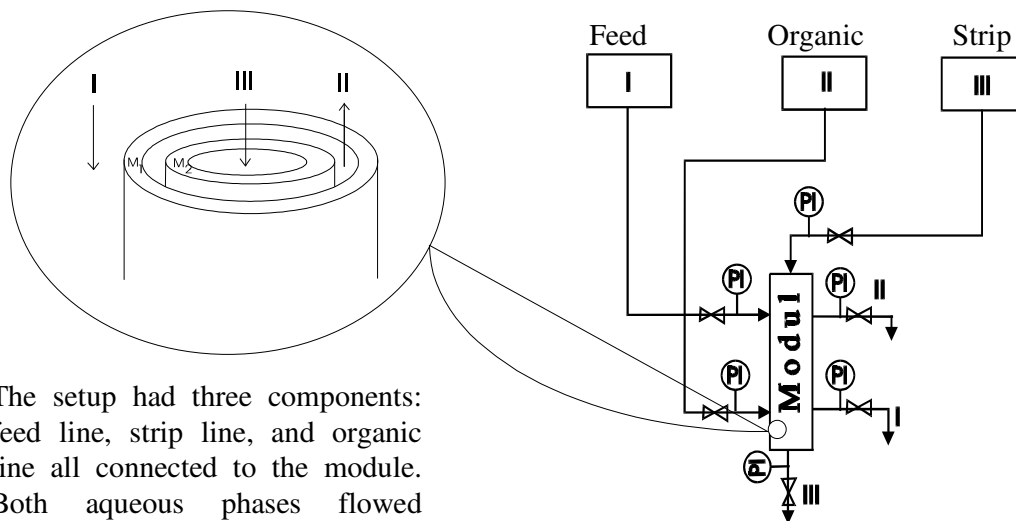 Feed Organic Strip
I II III
I III II
M1 M2
PI
PI PI II
Modul
PI PI I
PI III
The setup had three components:
feed line, strip line, and organic
line all connected to the module.
Both aqueous phases flowed